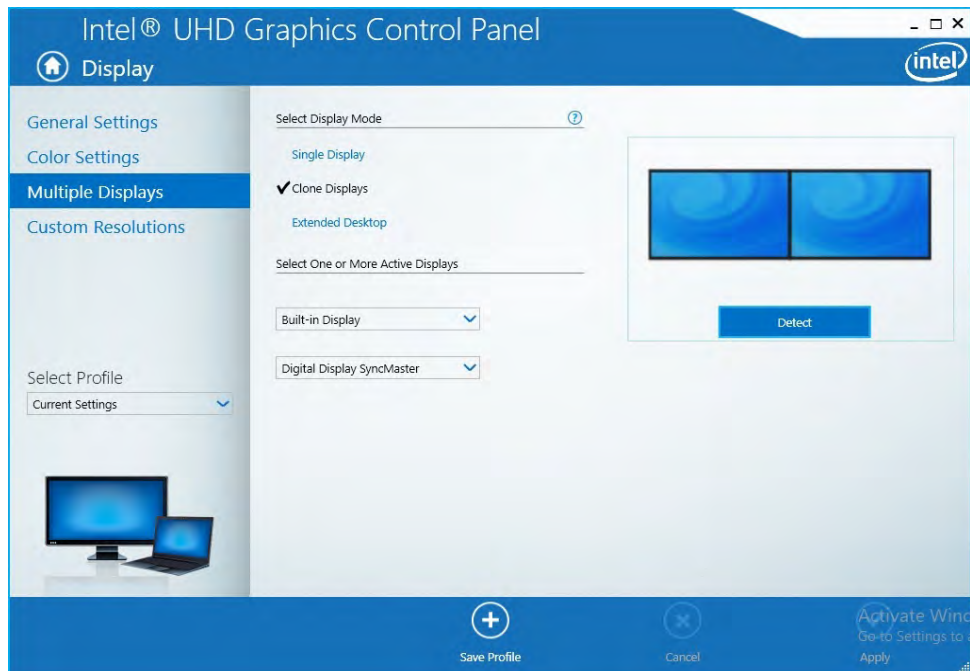 Intel® UHD Graphics Control Panel
Display
intel
General Settings
Color Settings
Multiple Displays
Custom Resolutions
Select Profile
Current Settings
Select Display Mode
?
Single Display
Clone Displays
Extended Desktop
Select One or More Active Displays
Built-in Display
Digital Display SyncMaster
Detect
Save Profile
Cancel
Activate Wind
Go to Settings to a
Apply